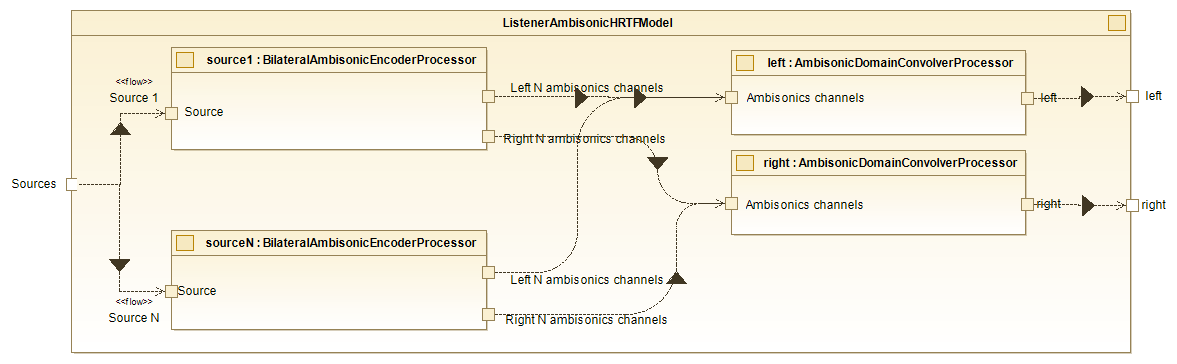 ListenerAmbisonicHRTFModel
source1 : BilateralAmbisonicEncoderProcessor
left : AmbisonicDomainConvolverProcessor
<<flow>>
Source 1
Source
Left N ambisonics channels
Ambisonics channels
left
left
Right N ambisonics channels
right : AmbisonicDomainConvolverProcessor
Sources
Ambisonics channels
right
right
sourceN : BilateralAmbisonicEncoderProcessor
Left N ambisonics channels
Source
<<flow>>
Source N
Right N ambisonics channels